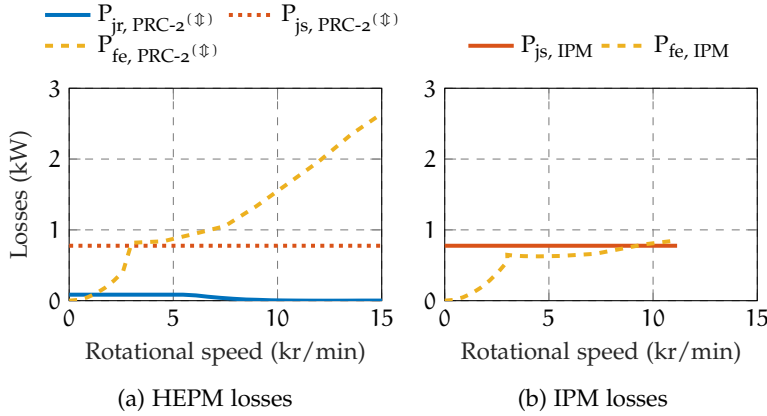 P_jr, PRC-2(⇕) P_js, PRC-2(⇕)
P_fe, PRC-2(⇕)
P_js, IPM P_fe, IPM
Losses (kW)
3
2
1
0
0 5 10 15
Rotational speed (kr/min)
(a) HEPM losses
3
2
1
0
0 5 10 15
Rotational speed (kr/min)
(b) IPM losses